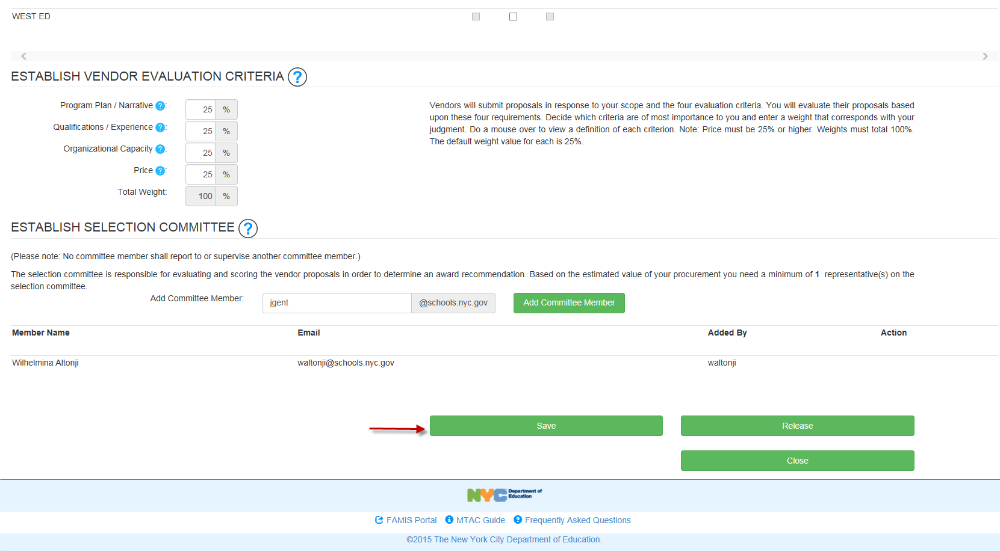 WEST ED
ESTABLISH VENDOR EVALUATION CRITERIA ?
Program Plan / Narrative ?: 25 %
Qualifications / Experience ?: 25 %
Organizational Capacity ?: 25 %
Price ?: 25 %
Total Weight: 100 %
Vendors will submit proposals in response to your scope and the four evaluation criteria. You will evaluate their proposals based
upon these four requirements. Decide which criteria are of most importance to you and enter a weight that corresponds with your
judgment. Do a mouse over to view a definition of each criterion. Note: Price must be 25% or higher. Weights must total 100%.
The default weight value for each is 25%.
ESTABLISH SELECTION COMMITTEE ?
(Please note: No committee member shall report to or supervise another committee member.)
The selection committee is responsible for evaluating and scoring the vendor proposals in order to determine an award recommendation. Based on the estimated value of your procurement you need a minimum of 1 representative(s) on the
selection committee.
Add Committee Member: jgent @schools.nyc.gov Add Committee Member
Member Name Email Added By Action
Wilhelmina Altonji waltonji@schools.nyc.gov waltonji
Save Release
Close
NYC Department of
Education
FAMIS Portal MTAC Guide ? Frequently Asked Questions
©2015 The New York City Department of Education.